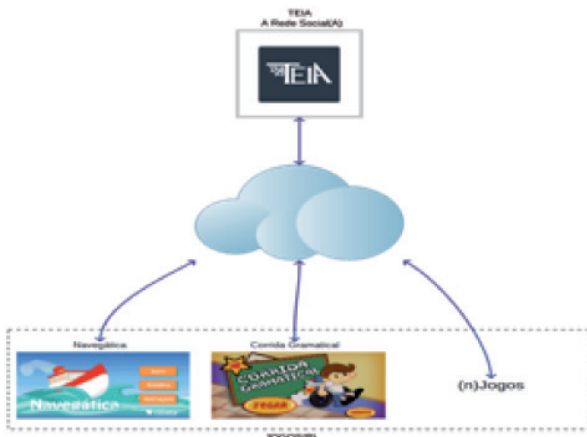 TEIA
A Rede Social(A)
TEIA
Navegática
Corrida Gramatical
Navegática
CORRIDA
GRAMATICAL
JOGAR
(n)Jogos